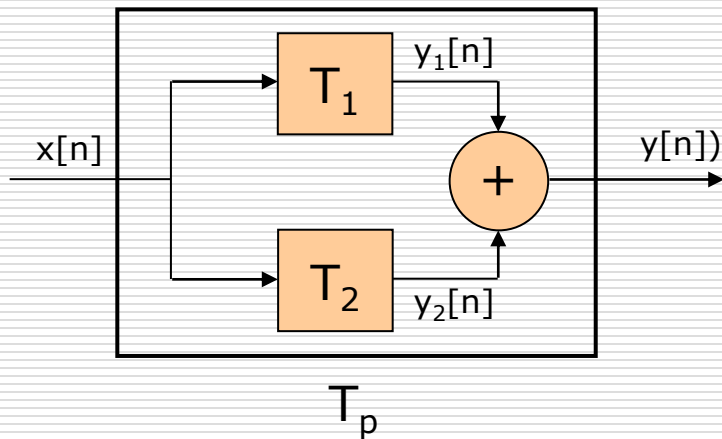 y₁[n]
T₁
x[n]
y[n])
+
T₂
y₂[n]
Tₚ